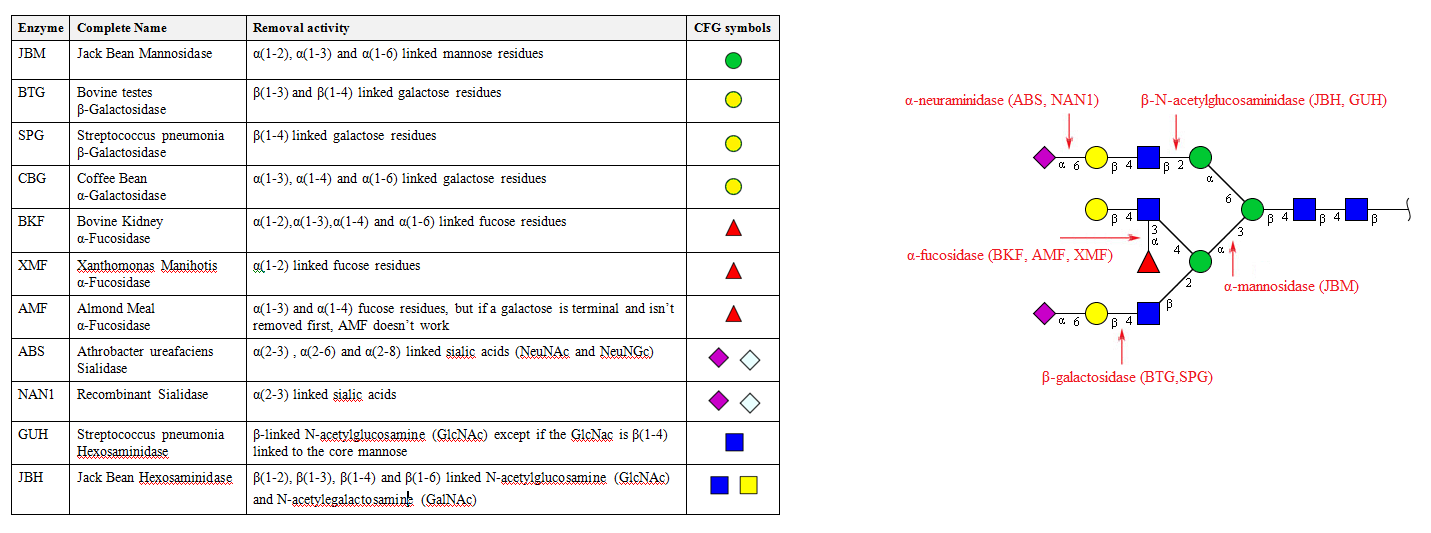 Enzyme Complete Name Removal activity CFG symbols
JBM Jack Bean Mannosidase α(1-2), α(1-3) and α(1-6) linked mannose residues
BTG Bovine testes β(1-3) and β(1-4) linked galactose residues
β-Galactosidase
SPG Streptococcus pneumonia β(1-4) linked galactose residues
β-Galactosidase
CBG Coffee Bean α(1-3), α(1-4) and α(1-6) linked galactose residues
α-Galactosidase
BKF Bovine Kidney α(1-2),α(1-3),α(1-4) and α(1-6) linked fucose residues
α-Fucosidase
XMF Xanthomonas Manihotis α(1-2) linked fucose residues
α-Fucosidase
AMF Almond Meal α(1-3) and α(1-4) fucose residues, but if a galactose is terminal and isn't
α-Fucosidase removed first, AMF doesn't work
ABS Athrobacter ureafaciens α(2-3) , α(2-6) and α(2-8) linked sialic acids (NeuNAc and NeuNGc)
Sialidase
NAN1 Recombinant Sialidase α(2-3) linked sialic acids
GUH Streptococcus pneumonia β-linked N-acetylglucosamine (GlcNAc) except if the GlcNac is β(1-4)
Hexosaminidase linked to the core mannose
JBH Jack Bean Hexosaminidase β(1-2), β(1-3), β(1-4) and β(1-6) linked N-acetylglucosamine (GlcNAc)
and N-acetylegalactosamine (GalNAc)
α-neuraminidase (ABS, NAN1) β-N-acetylglucosaminidase (JBH, GUH)
α 6 β 4 β 2
α
6
β 4 β 4 β 4 β
3
α 4 α 3
α-fucosidase (BKF, AMF, XMF)
α-mannosidase (JBM)
2
β
α 6 β 4
β-galactosidase (BTG,SPG)